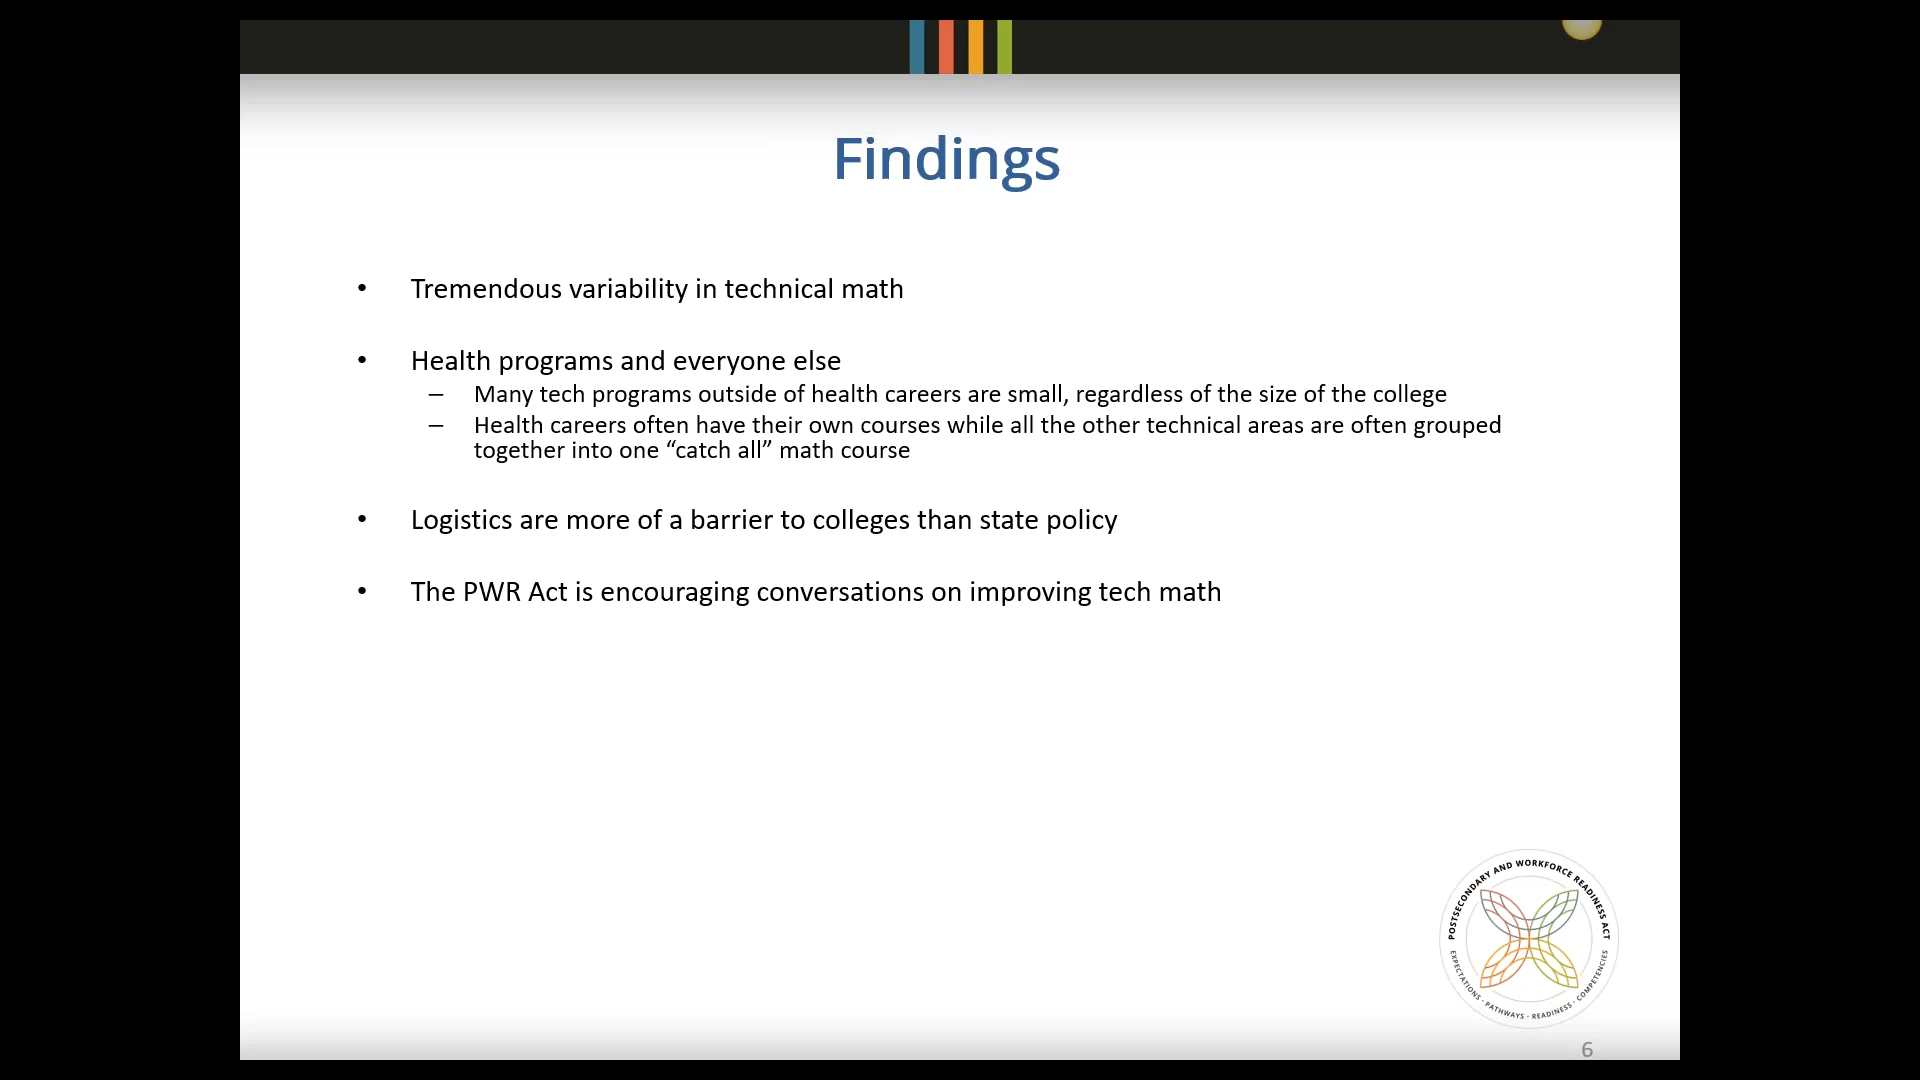 Findings
• Tremendous variability in technical math
• Health programs and everyone else
– Many tech programs outside of health careers are small, regardless of the size of the college
– Health careers often have their own courses while all the other technical areas are often grouped
together into one “catch all” math course
• Logistics are more of a barrier to colleges than state policy
• The PWR Act is encouraging conversations on improving tech math
POSTSECONDARY AND WORKFORCE READINESS ACT
EXPECTATIONS · PATHWAYS · READINESS · COMPETENCIES
6